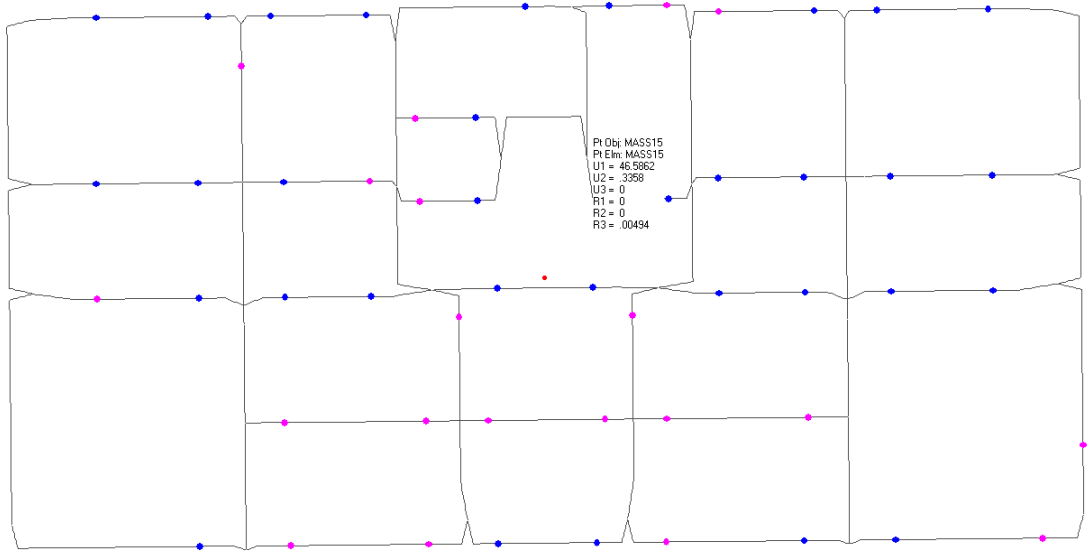 Pt Obj: MASS15
Pt Elm: MASS15
U1 = 46.5862
U2 = .3358
U3 = 0
R1 = 0
R2 = 0
R3 = .00494